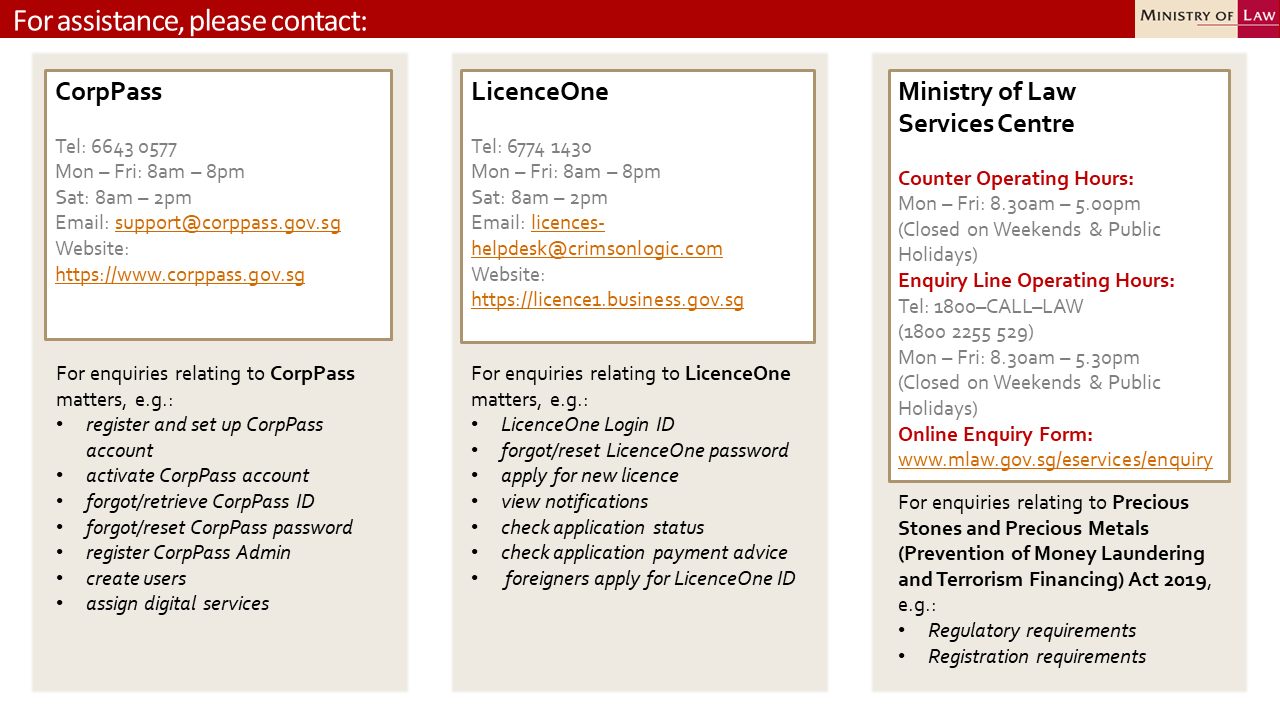 For assistance, please contact:
MINISTRY OF LAW
CorpPass
Tel: 6643 0577
Mon – Fri: 8am – 8pm
Sat: 8am – 2pm
Email: support@corppass.gov.sg
Website:
https://www.corppass.gov.sg
For enquiries relating to CorpPass
matters, e.g.:
• register and set up CorpPass
account
• activate CorpPass account
• forgot/retrieve CorpPass ID
• forgot/reset CorpPass password
• register CorpPass Admin
• create users
• assign digital services
LicenceOne
Tel: 6774 1430
Mon – Fri: 8am – 8pm
Sat: 8am – 2pm
Email: licences-
helpdesk@crimsonlogic.com
Website:
https://licence1.business.gov.sg
For enquiries relating to LicenceOne
matters, e.g.:
• LicenceOne Login ID
• forgot/reset LicenceOne password
• apply for new licence
• view notifications
• check application status
• check application payment advice
• foreigners apply for LicenceOne ID
Ministry of Law
Services Centre
Counter Operating Hours:
Mon – Fri: 8.30am – 5.00pm
(Closed on Weekends & Public
Holidays)
Enquiry Line Operating Hours:
Tel: 1800–CALL–LAW
(1800 2255 529)
Mon – Fri: 8.30am – 5.30pm
(Closed on Weekends & Public
Holidays)
Online Enquiry Form:
www.mlaw.gov.sg/eservices/enquiry
For enquiries relating to Precious
Stones and Precious Metals
(Prevention of Money Laundering
and Terrorism Financing) Act 2019,
e.g.:
• Regulatory requirements
• Registration requirements